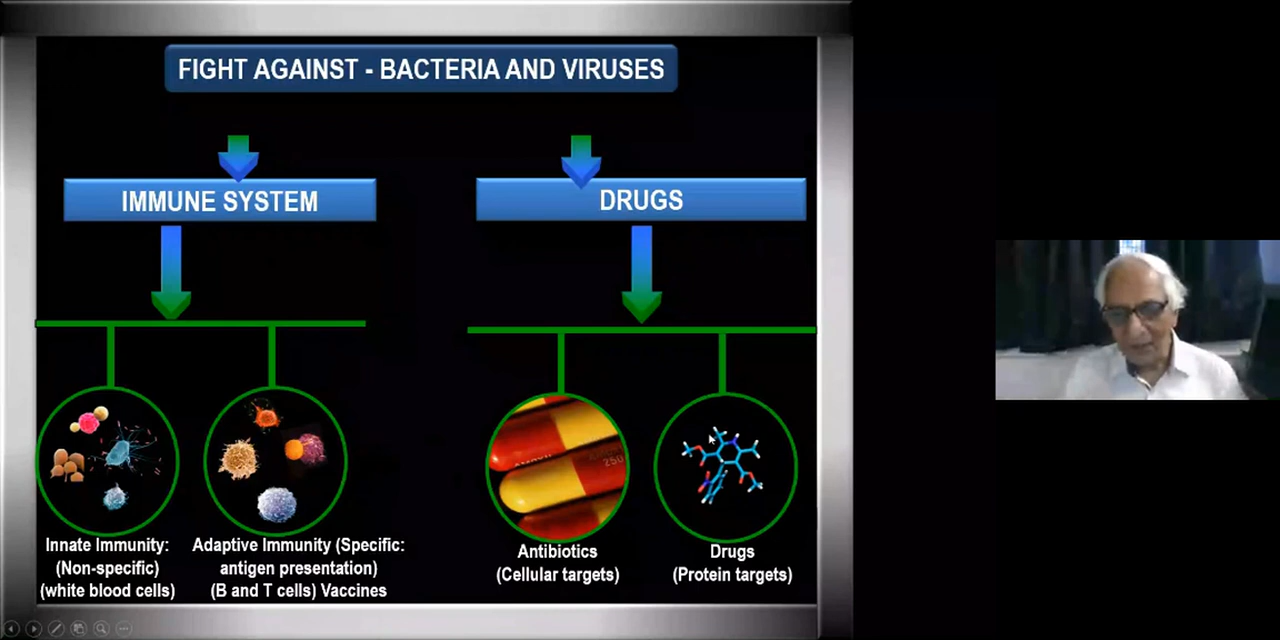 FIGHT AGAINST - BACTERIA AND VIRUSES
IMMUNE SYSTEM
DRUGS
250
Innate Immunity:
(Non-specific)
(white blood cells)
Adaptive Immunity (Specific:
antigen presentation)
(B and T cells) Vaccines
Antibiotics
(Cellular targets)
Drugs
(Protein targets)